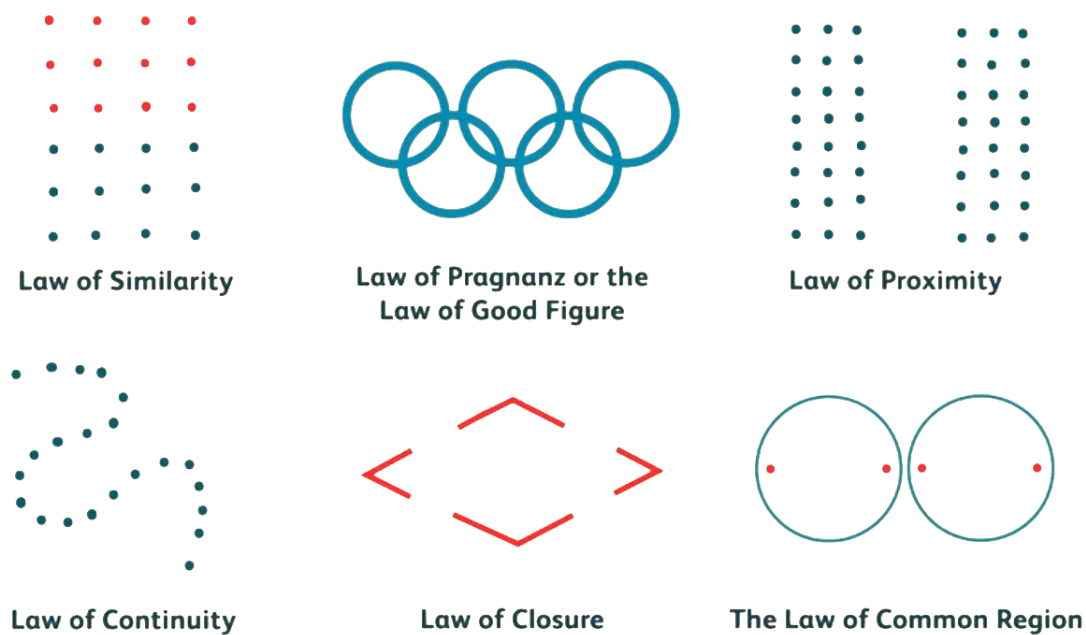 Law of Similarity
Law of Pragnanz or the
Law of Good Figure
Law of Proximity
Law of Continuity
Law of Closure
The Law of Common Region